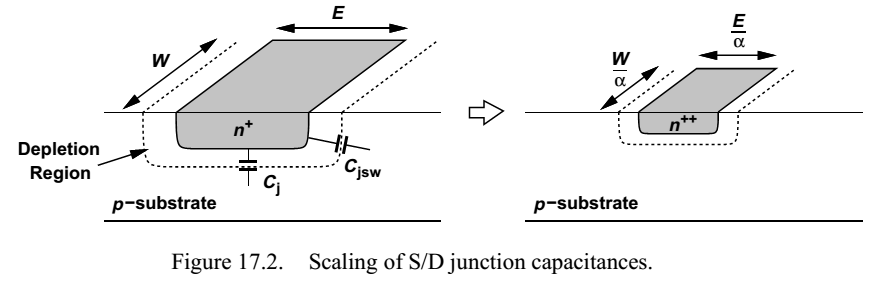 E
W
n+
Depletion
Region
Cj
Cjsw
p−substrate
E
α
W
α
n++
p−substrate
Figure 17.2. Scaling of S/D junction capacitances.